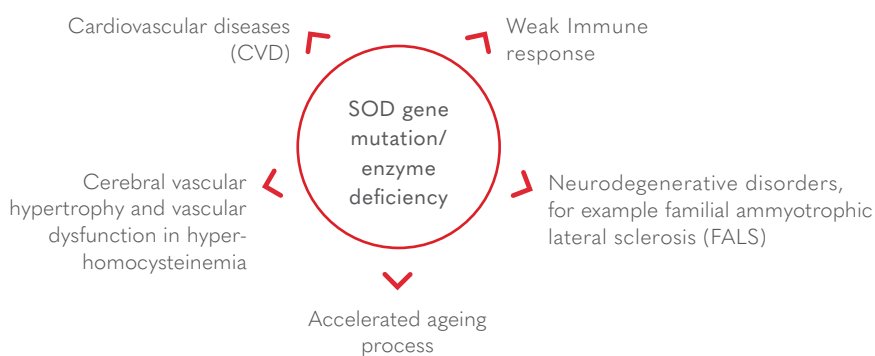 Cardiovascular diseases
(CVD)
Weak Immune
response
SOD gene
mutation/
enzyme
deficiency
Cerebral vascular
hypertrophy and vascular
dysfunction in hyper-
homocysteinemia
Neurodegenerative disorders,
for example familial ammyotrophic
lateral sclerosis (FALS)
Accelerated ageing
process